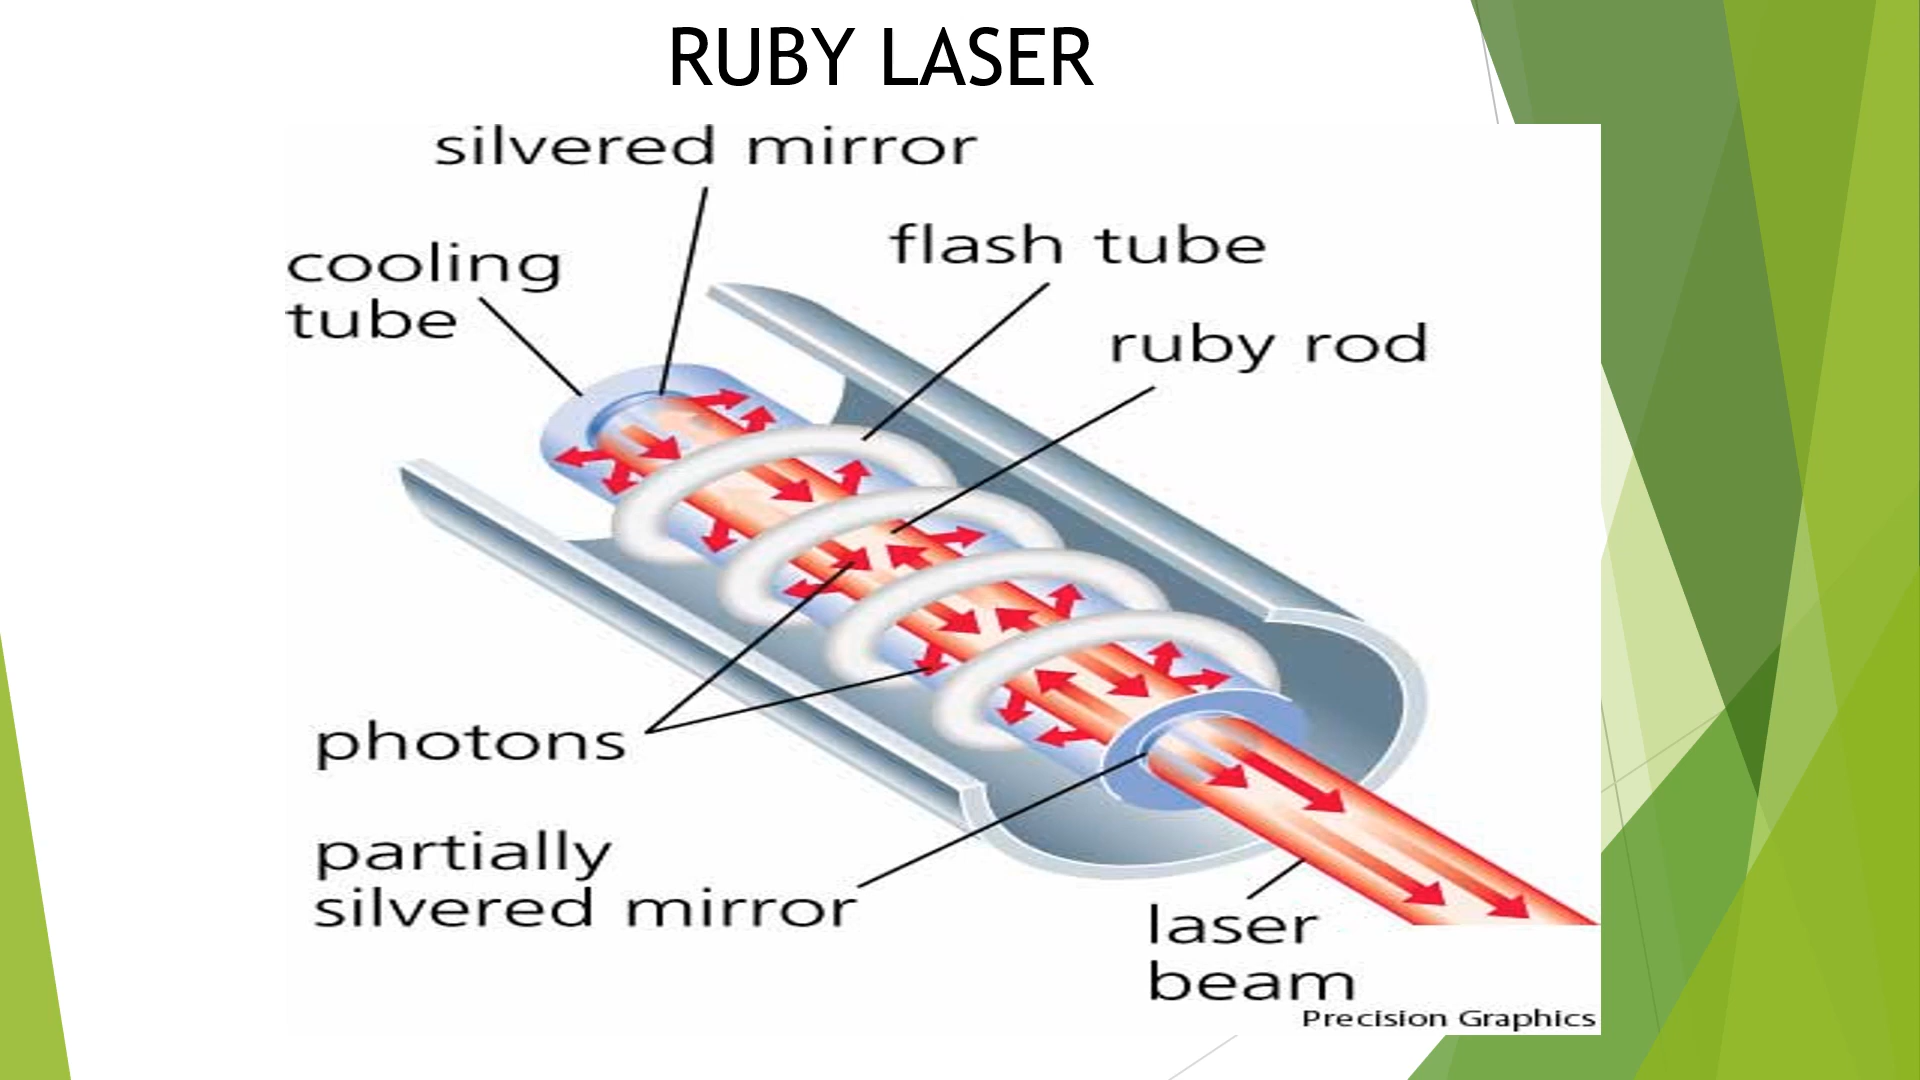 RUBY LASER
silvered mirror
flash tube
cooling
tube
ruby rod
photons
partially
silvered mirror
laser
beam
Precision Graphics